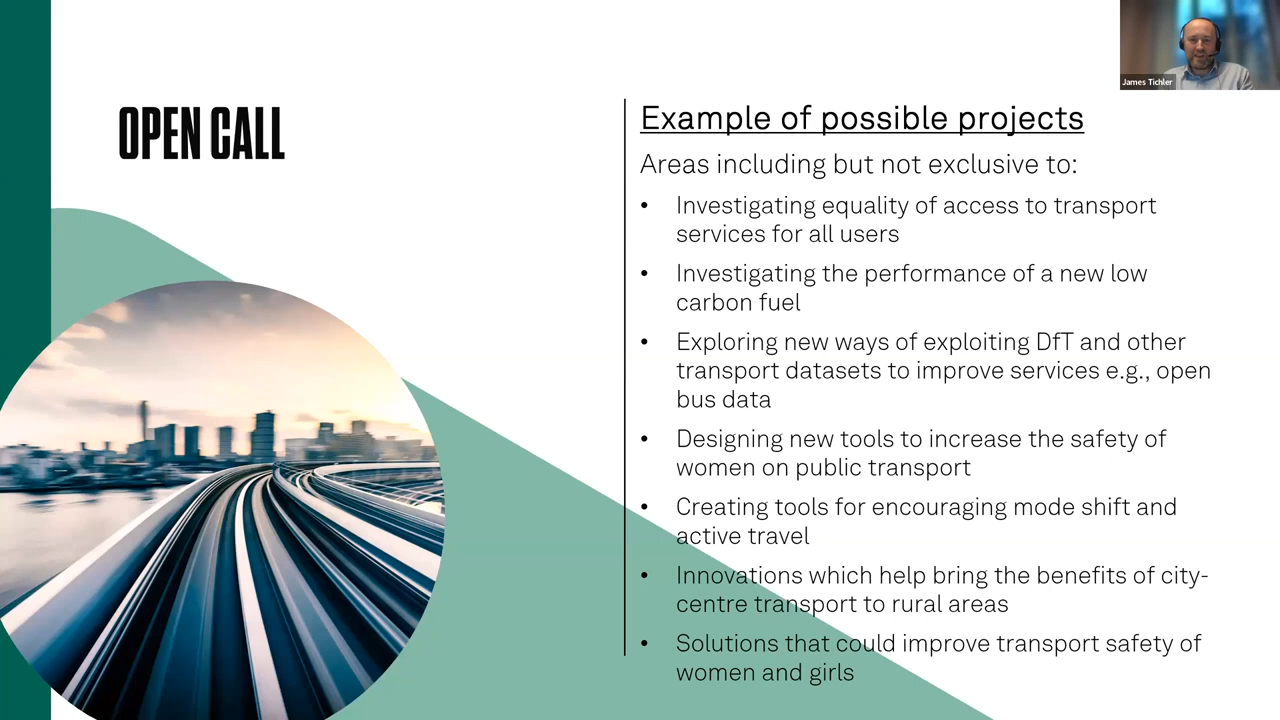 James Tichler
OPEN CALL
Example of possible projects
Areas including but not exclusive to:
• Investigating equality of access to transport
services for all users
• Investigating the performance of a new low
carbon fuel
• Exploring new ways of exploiting DfT and other
transport datasets to improve services e.g., open
bus data
• Designing new tools to increase the safety of
women on public transport
• Creating tools for encouraging mode shift and
active travel
• Innovations which help bring the benefits of city-
centre transport to rural areas
• Solutions that could improve transport safety of
women and girls